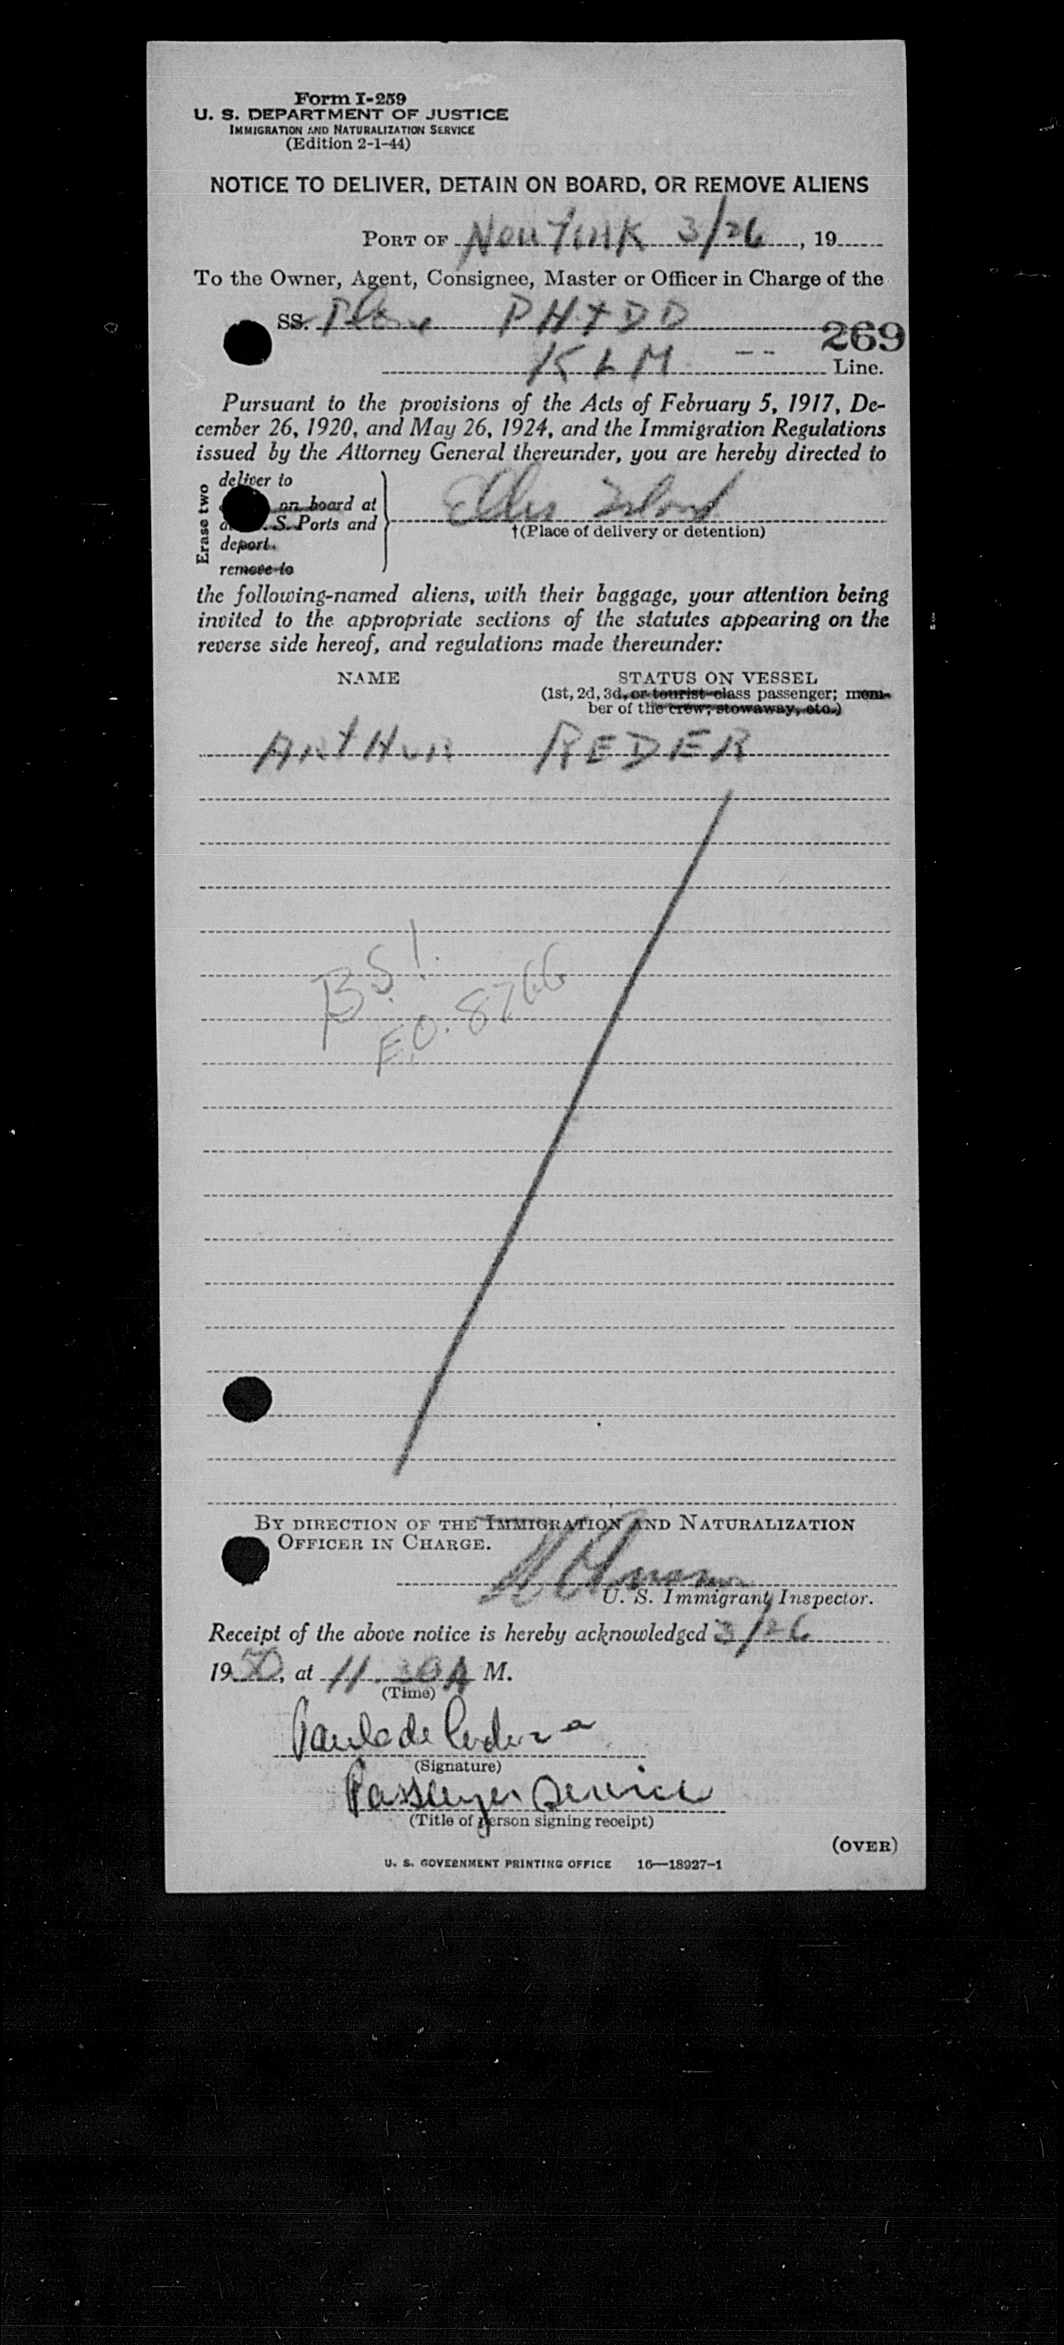 Form I-259
U. S. DEPARTMENT OF JUSTICE
IMMIGRATION AND NATURALIZATION SERVICE
(Edition 2-1-44)
NOTICE TO DELIVER, DETAIN ON BOARD, OR REMOVE ALIENS
PORT OF New York 3/26, 19
To the Owner, Agent, Consignee, Master or Officer in Charge of the
SS. Plane PHTDD
269
KLM -- Line.
Pursuant to the provisions of the Acts of February 5, 1917, De-
cember 26, 1920, and May 26, 1924, and the Immigration Regulations
issued by the Attorney General thereunder, you are hereby directed to
Erase two
deliver to
on board at
S. Ports and
deport.
remove to
Ellis Island
†(Place of delivery or detention)
the following-named aliens, with their baggage, your attention being
invited to the appropriate sections of the statutes appearing on the
reverse side hereof, and regulations made thereunder:
NAME STATUS ON VESSEL
(1st, 2d, 3d, or tourist class passenger; mem-
ber of the crew, stowaway, etc.)
ARTHUR REDER
B.S.I.
E.O. 8766
BY DIRECTION OF THE IMMIGRATION AND NATURALIZATION
OFFICER IN CHARGE.
U. S. Immigrant Inspector.
Receipt of the above notice is hereby acknowledged 3/26
1950, at 11.30 A M.
(Time)
(Signature)
Passenger Service
(Title of person signing receipt)
(OVER)
U. S. GOVERNMENT PRINTING OFFICE 16—18927-1